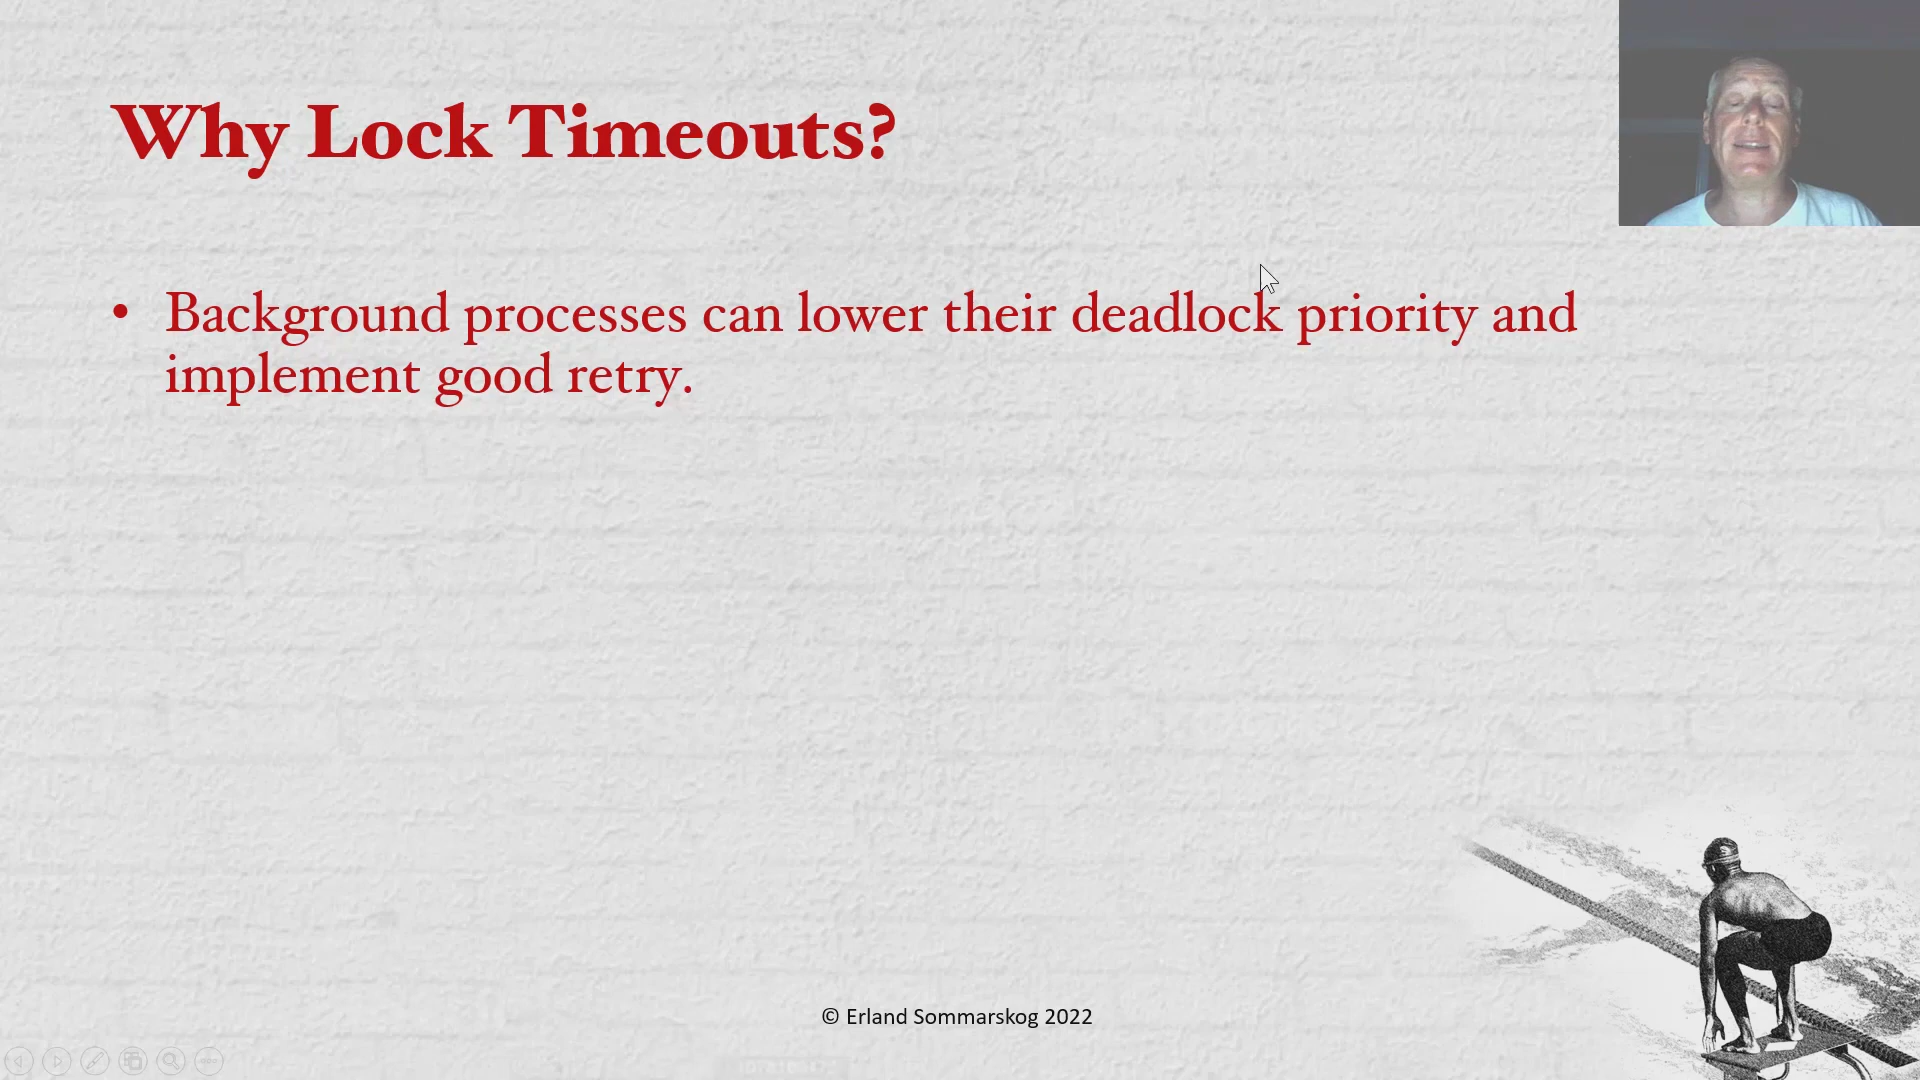 Why Lock Timeouts?
• Background processes can lower their deadlock priority and
implement good retry.
© Erland Sommarskog 2022